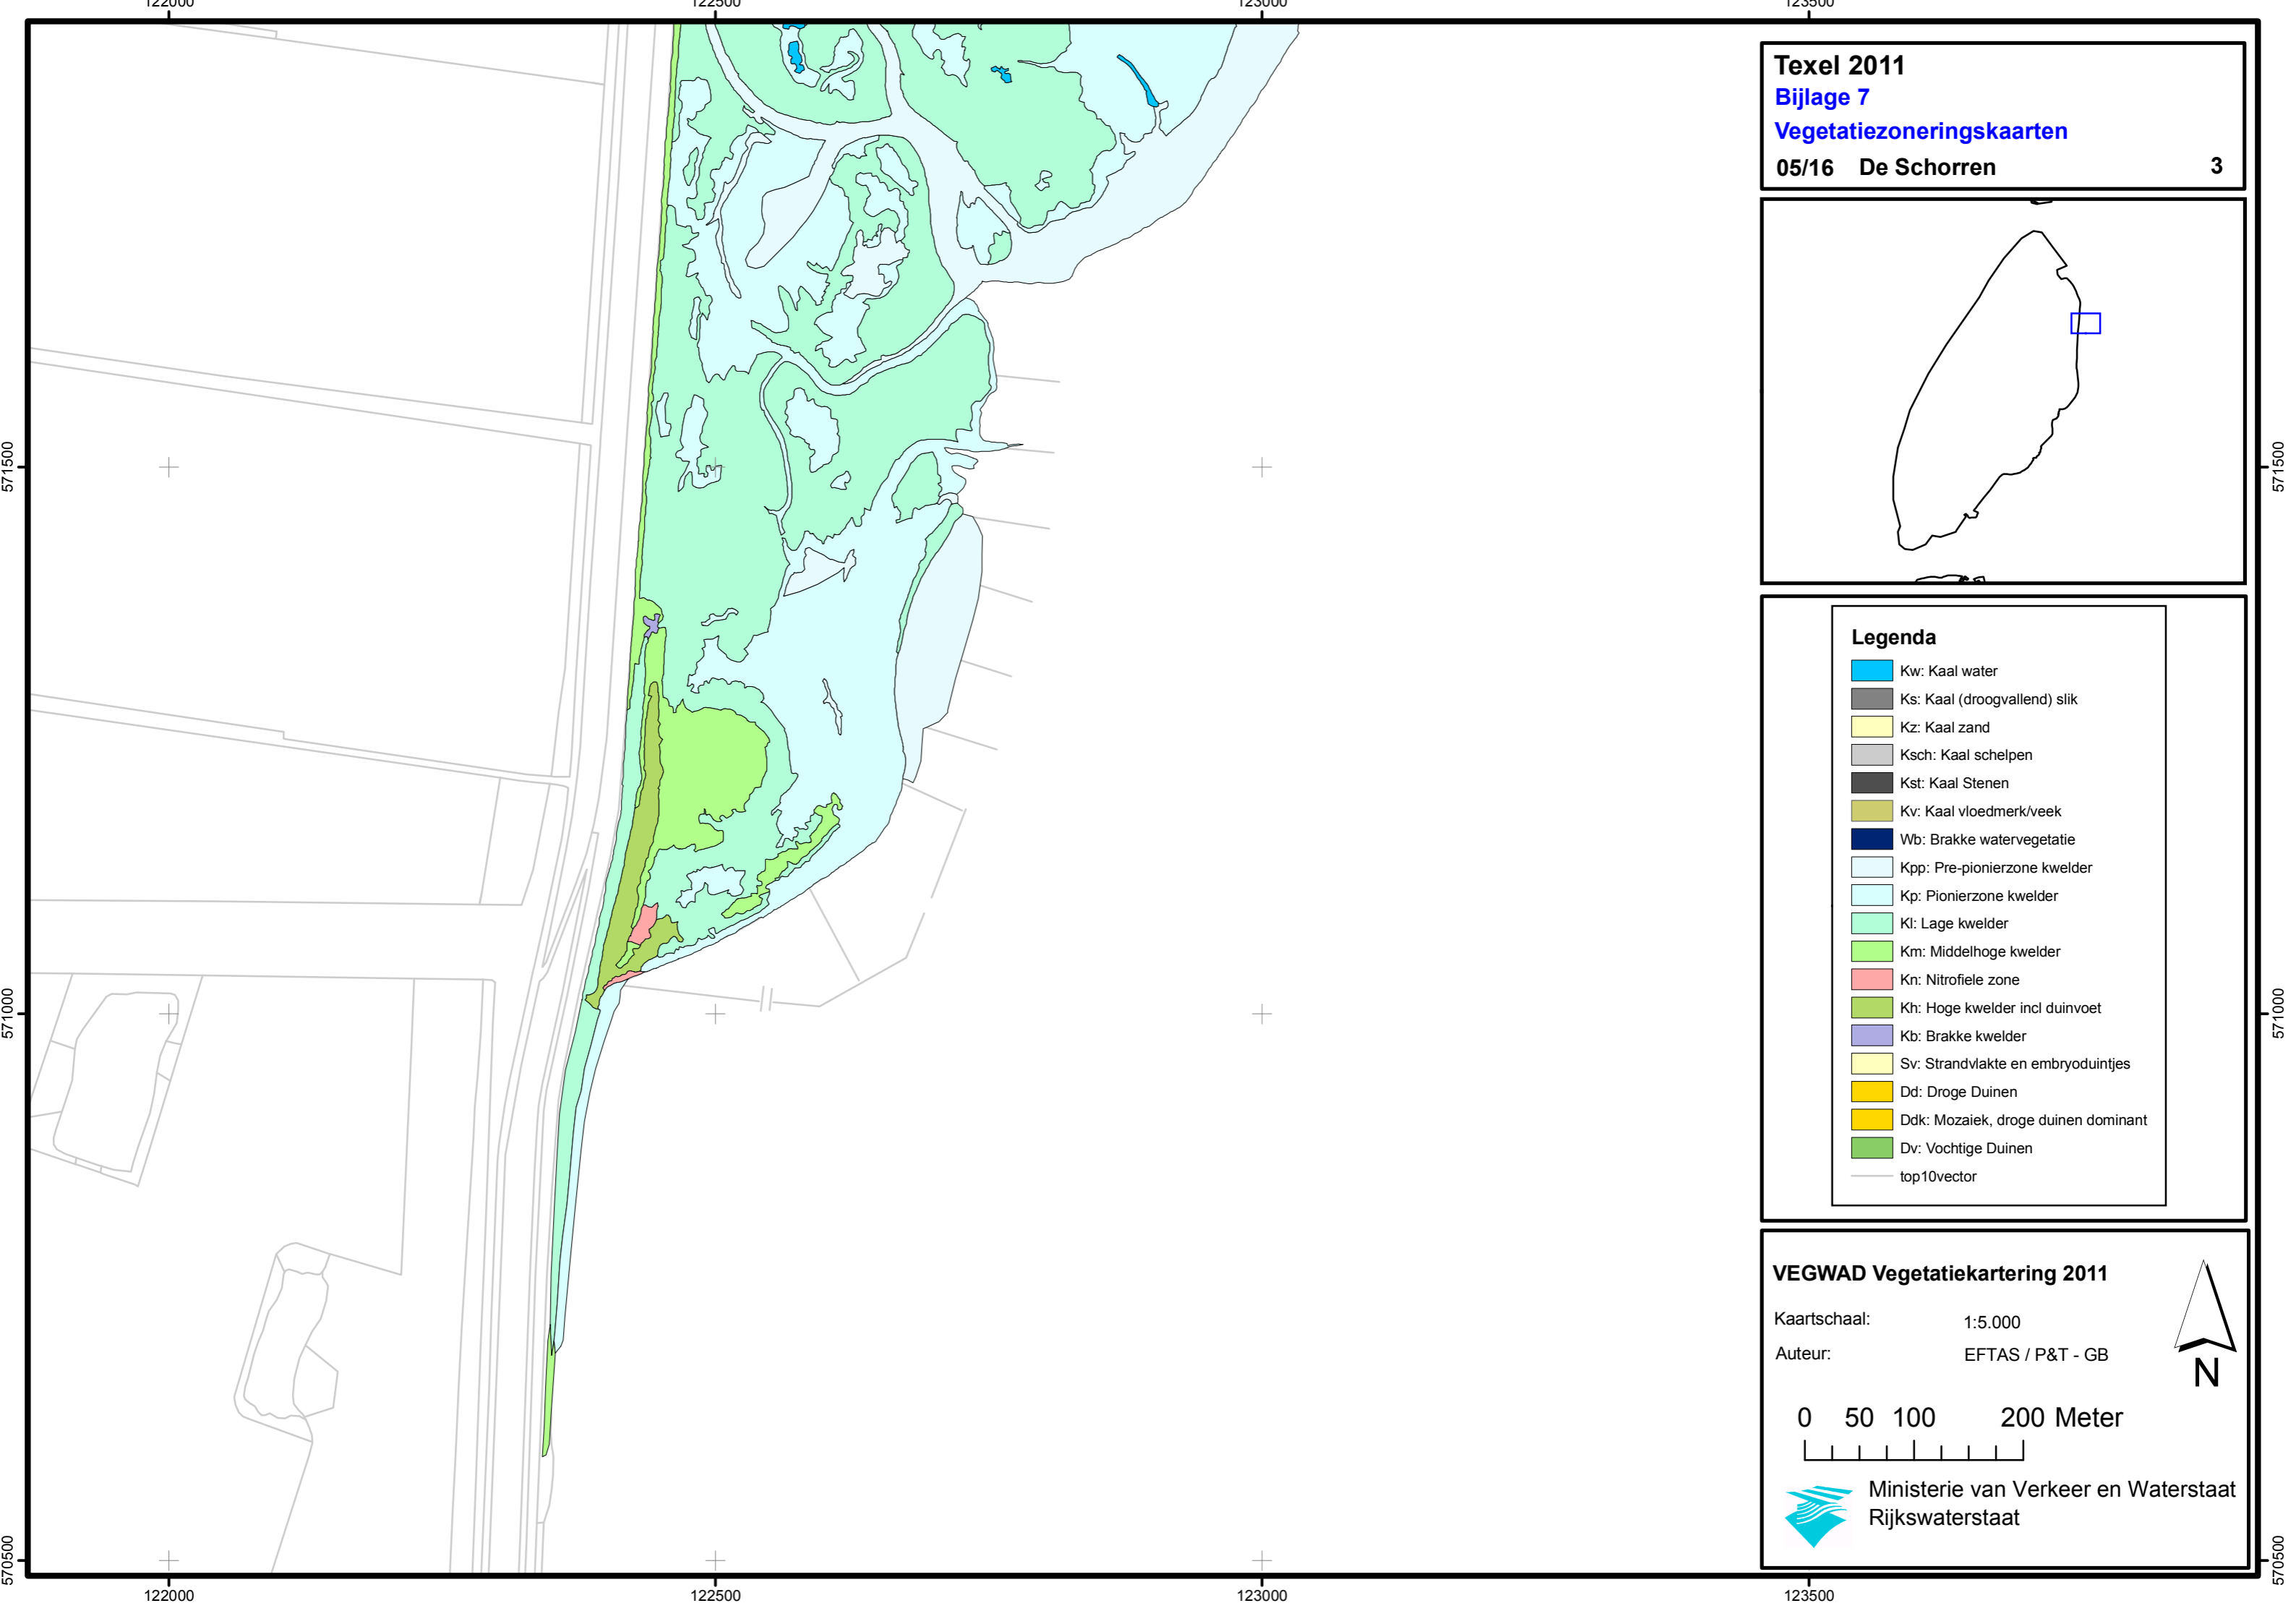 122000 122500 123000 123500
Texel 2011
Bijlage 7
Vegetatiezoneringskaarten
05/16 De Schorren 3
571500 571500
571000 571000
570500 570500
Legenda
Kw: Kaal water
Ks: Kaal (droogvallend) slik
Kz: Kaal zand
Ksch: Kaal schelpen
Kst: Kaal Stenen
Kv: Kaal vloedmerk/veek
Wb: Brakke watervegetatie
Kpp: Pre-pionierzone kwelder
Kp: Pionierzone kwelder
Kl: Lage kwelder
Km: Middelhoge kwelder
Kn: Nitrofiele zone
Kh: Hoge kwelder incl duinvoet
Kb: Brakke kwelder
Sv: Strandvlakte en embryoduintjes
Dd: Droge Duinen
Ddk: Mozaiek, droge duinen dominant
Dv: Vochtige Duinen
top10vector
VEGWAD Vegetatiekartering 2011
Kaartschaal: 1:5.000
Auteur: EFTAS / P&T - GB
N
0 50 100 200 Meter
Ministerie van Verkeer en Waterstaat
Rijkswaterstaat
122000 122500 123000 123500